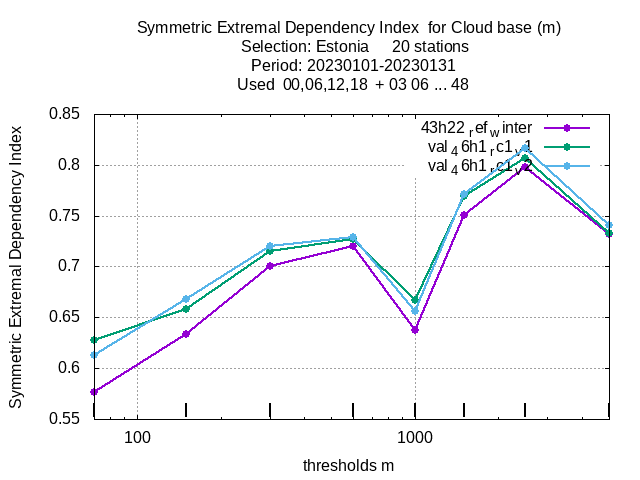 Symmetric Extremal Dependency Index  for Cloud base (m)
Selection: Estonia     20 stations
Period: 20230101-20230131
Used  00,06,12,18  + 03 06 ... 48
Symmetric Extremal Dependency Index
0.85
0.8
0.75
0.7
0.65
0.6
0.55
43h22_ref_winter
val_46h1_rc1_v1
val_46h1_rc1_v2
100
1000
thresholds m